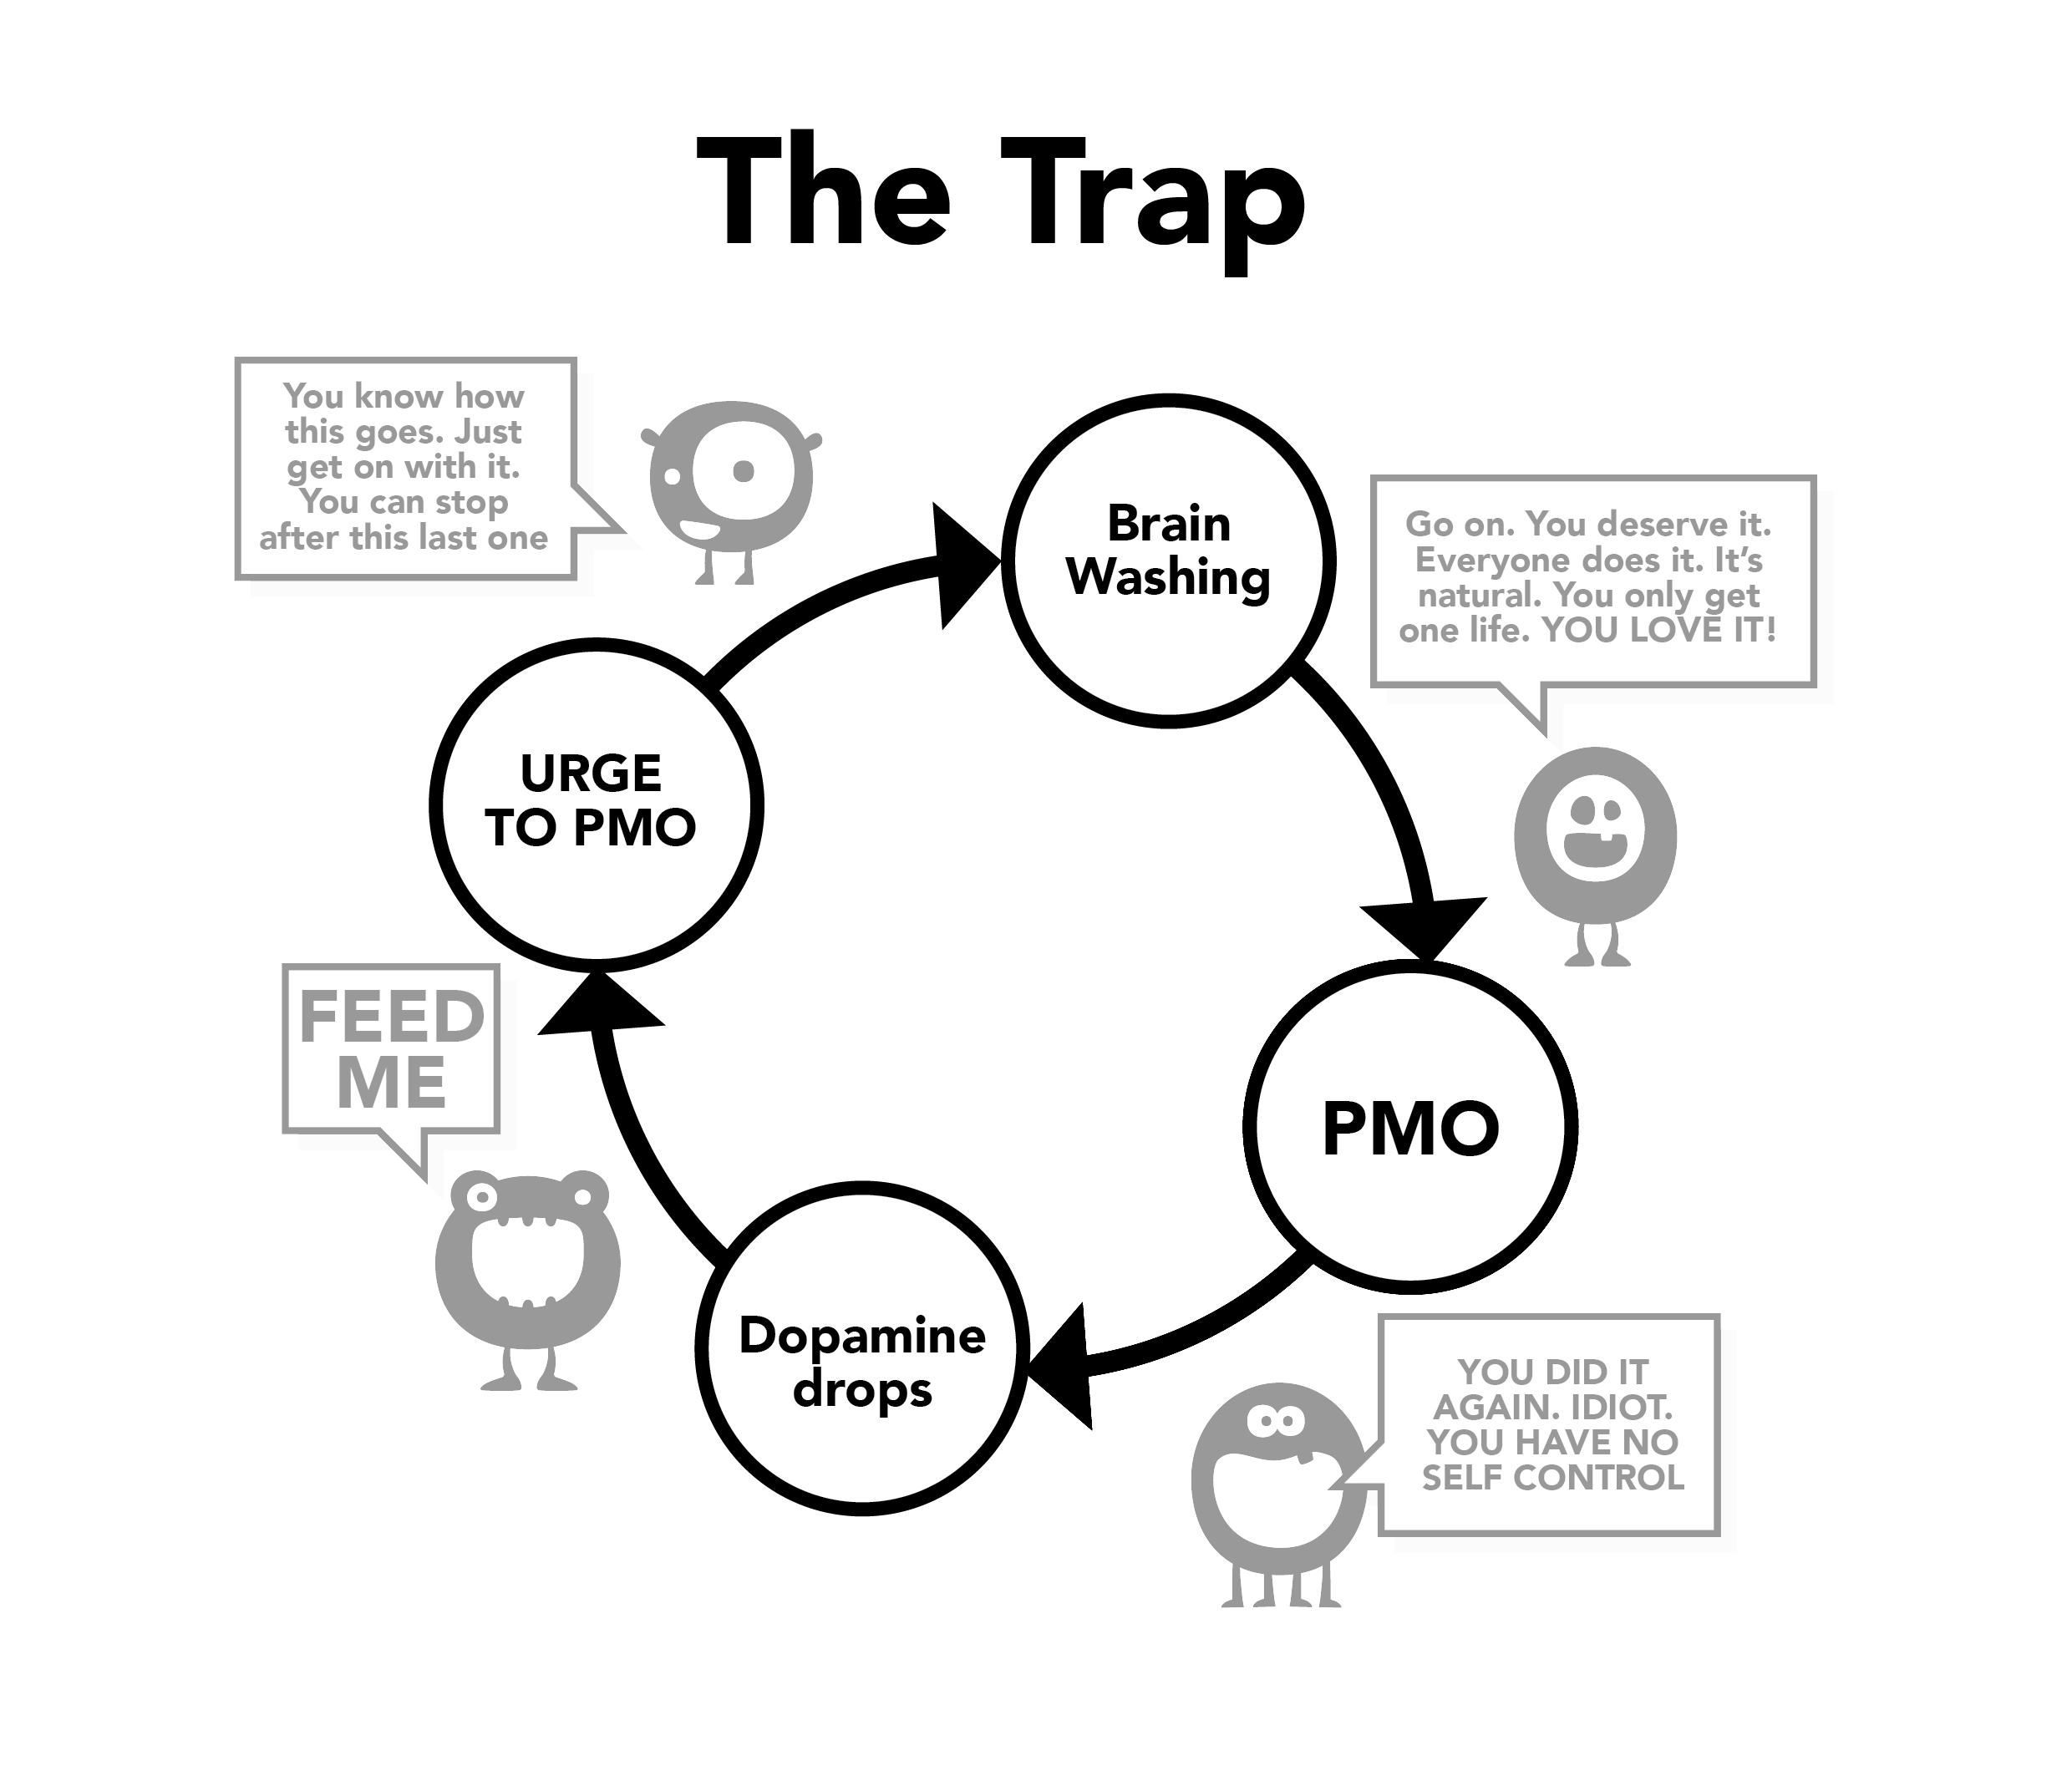 The Trap
You know how
this goes. Just
get on with it.
You can stop
after this last one
Brain
Washing
Go on. You deserve it.
Everyone does it. It’s
natural. You only get
one life. YOU LOVE IT!
URGE
TO PMO
FEED
ME
PMO
Dopamine
drops
YOU DID IT
AGAIN. IDIOT.
YOU HAVE NO
SELF CONTROL